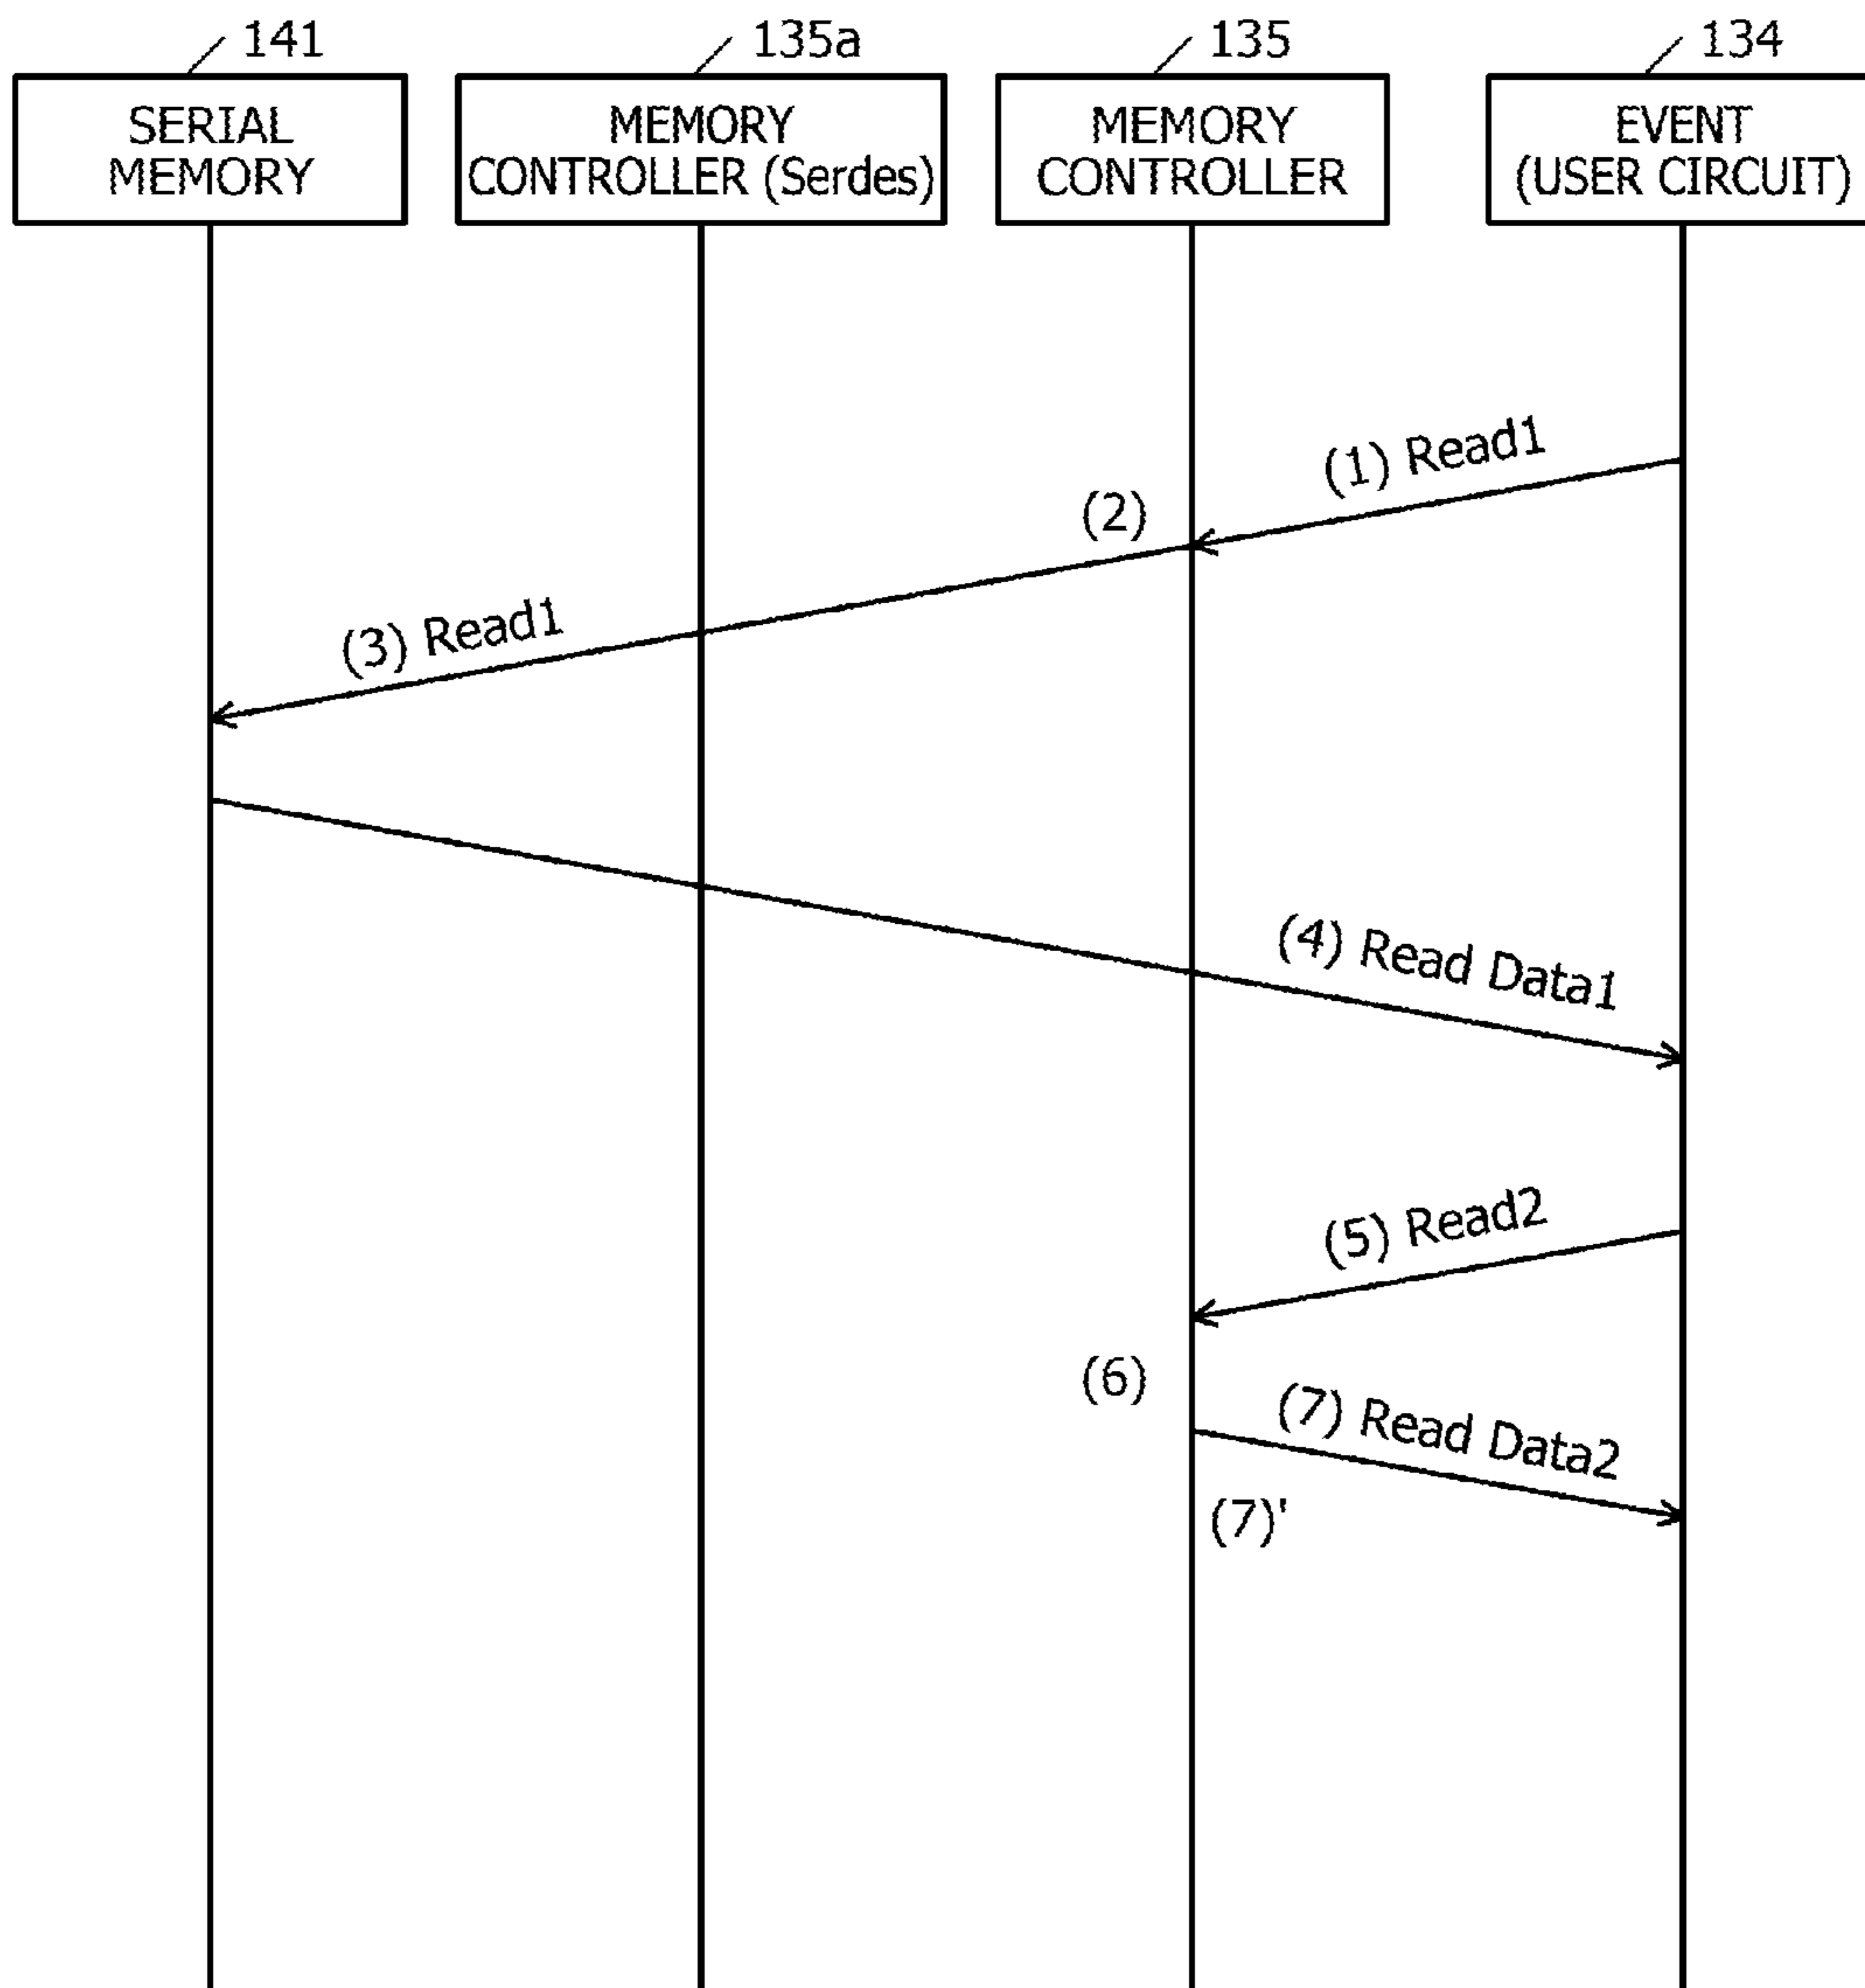 141
135a
135
134
SERIAL
MEMORY
MEMORY
CONTROLLER (Serdes)
MEMORY
CONTROLLER
EVENT
(USER CIRCUIT)
(1) Read1
(2)
(3) Read1
(4) Read Data1
(5) Read2
(6)
(7) Read Data2
(7)'